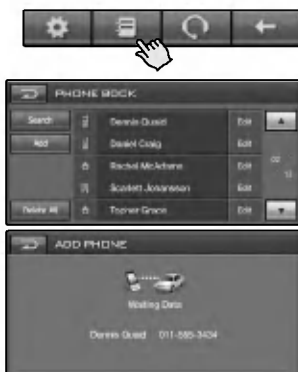 PHONE BOOK
Search Dennis Quaid Edit
Add Daniel Craig Edit
Rachel McAdams Edit
Scarlett Johansson Edit
Delete All Topher Grace Edit
ADD PHONE
Waiting Data
Dennis Quaid 011-565-3434